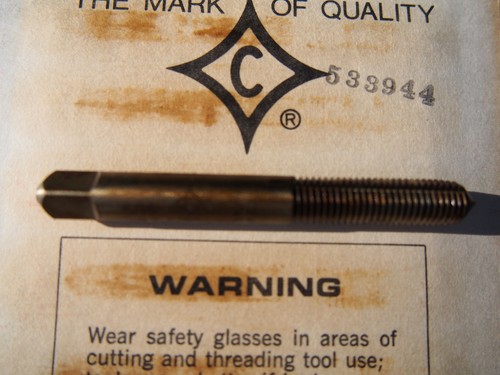 THE MARK OF QUALITY
C
®
533944
WARNING
Wear safety glasses in areas of
cutting and threading tool use;